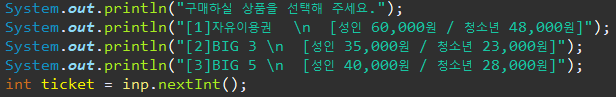 System.out.println("구매하실 상품을 선택해 주세요.");
System.out.println("[1]자유이용권   \n  [성인 60,000원 / 청소년 48,000원]");
System.out.println("[2]BIG 3 \n  [성인 35,000원 / 청소년 23,000원]");
System.out.println("[3]BIG 5 \n  [성인 40,000원 / 청소년 28,000원]");
int ticket = inp.nextInt();